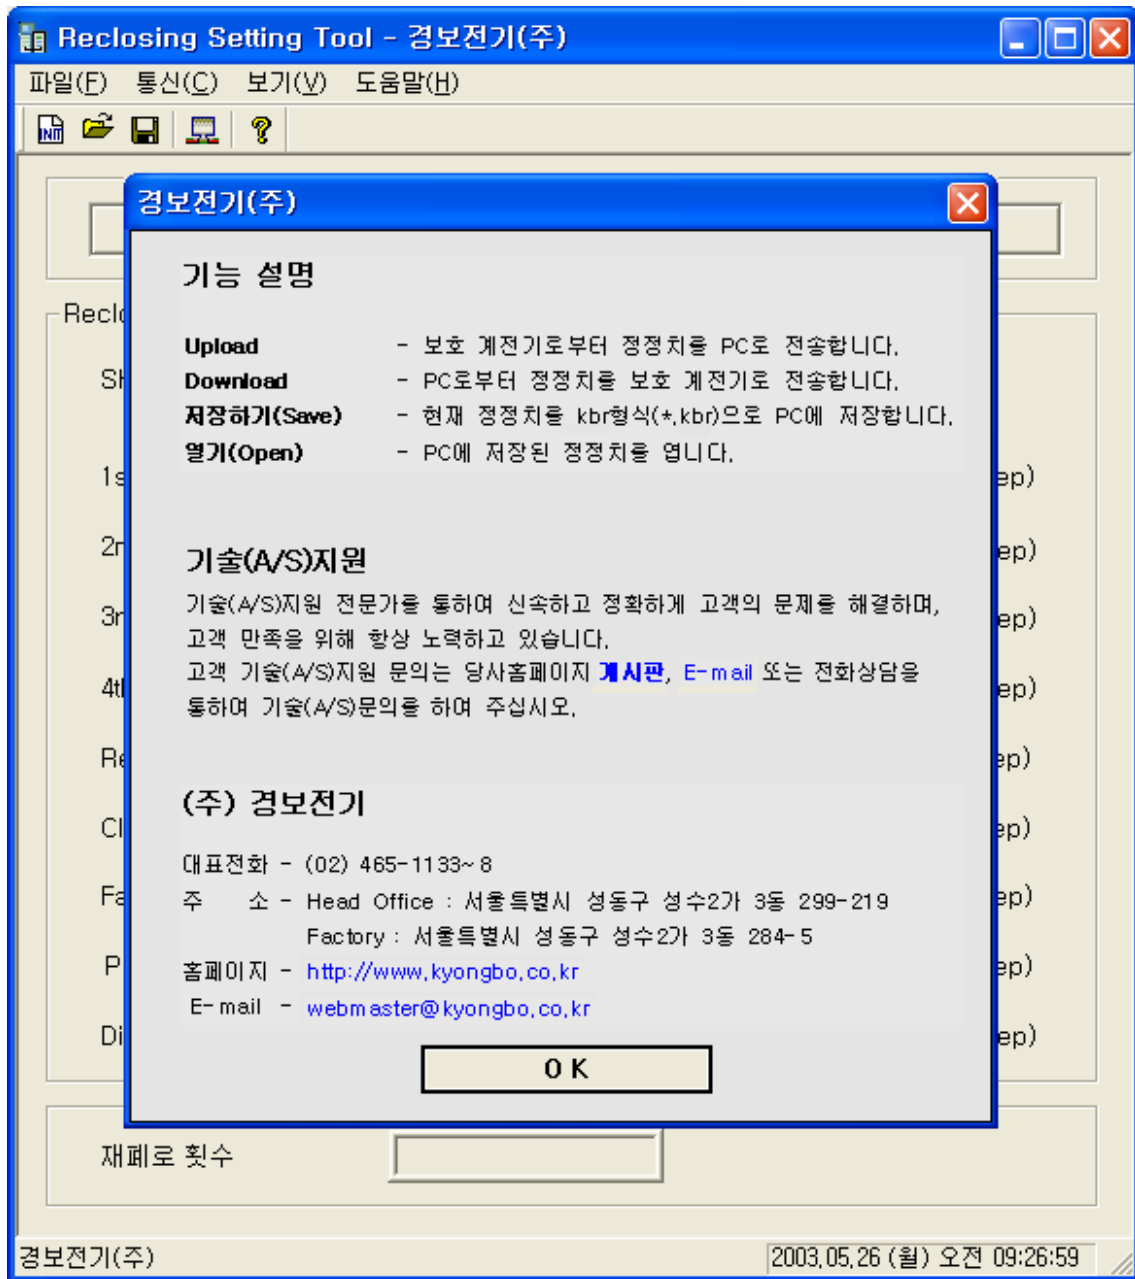 Reclosing Setting Tool - 경보전기(주)
파일(F) 통신(C) 보기(V) 도움말(H)
INIT
경보전기(주)
기능 설명
Upload - 보호 계전기로부터 정정치를 PC로 전송합니다.
Download - PC로부터 정정치를 보호 계전기로 전송합니다.
저장하기(Save) - 현재 정정치를 kbr형식(*.kbr)으로 PC에 저장합니다.
열기(Open) - PC에 저장된 정정치를 엽니다.
기술(A/S)지원
기술(A/S)지원 전문가를 통하여 신속하고 정확하게 고객의 문제를 해결하며,
고객 만족을 위해 항상 노력하고 있습니다.
고객 기술(A/S)지원 문의는 당사홈페이지 게시판, E-mail 또는 전화상담을
통하여 기술(A/S)문의를 하여 주십시오.
(주) 경보전기
대표전화 - (02) 465-1133~8
주 소 - Head Office : 서울특별시 성동구 성수2가 3동 299-219
Factory : 서울특별시 성동구 성수2가 3동 284-5
홈페이지 - http://www.kyongbo.co.kr
E-mail - webmaster@kyongbo.co.kr
OK
재폐로 횟수
경보전기(주) 2003.05.26 (월) 오전 09:26:59